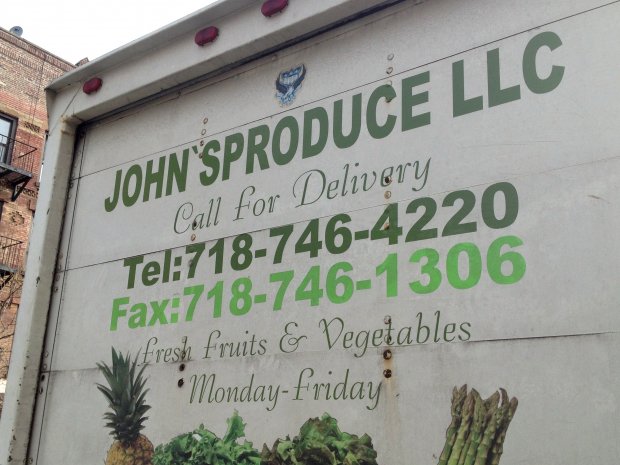 JOHN`SPRODUCE LLC
Call For Delivery
Tel:718-746-4220
Fax:718-746-1306
Fresh Fruits & Vegetables
Monday-Friday